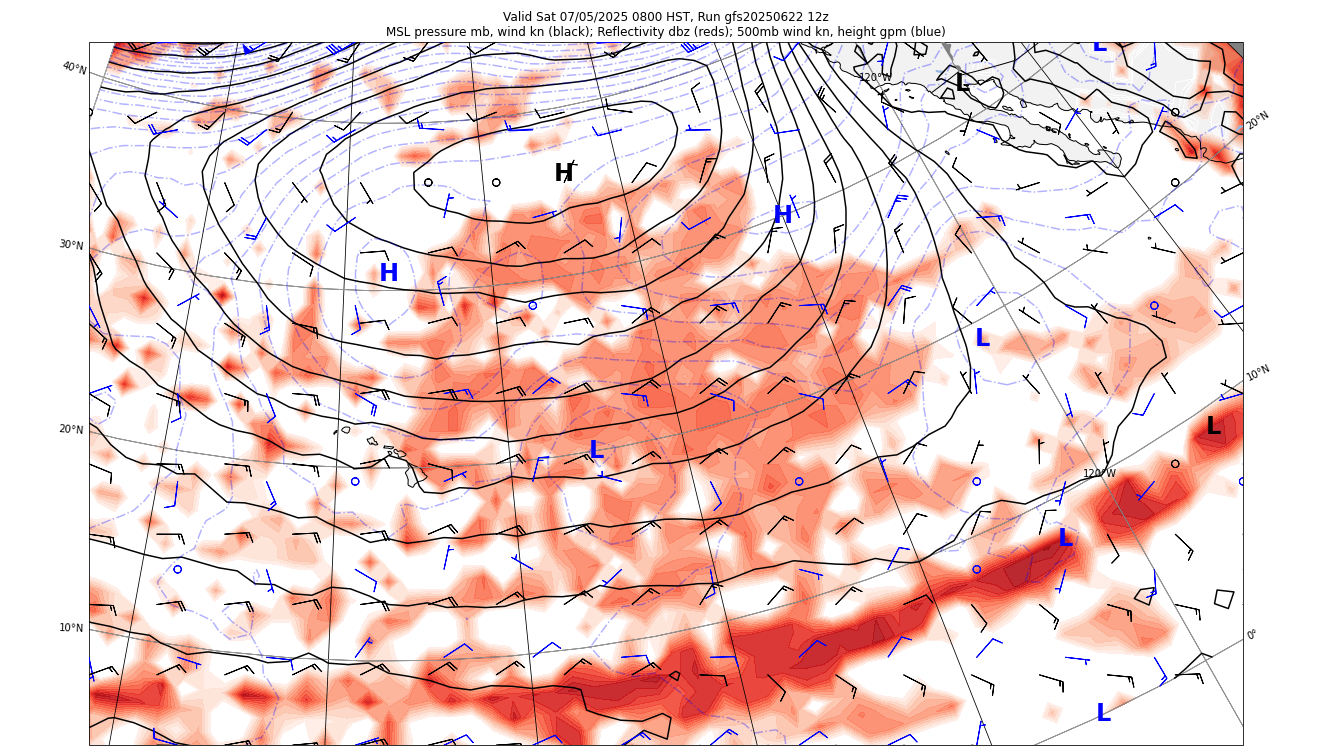 Valid Sat 07/05/2025 0800 HST, Run gfs20250622 12z
MSL pressure mb, wind kn (black); Reflectivity dbz (reds); 500mb wind kn, height gpm (blue)
L
40°N
120°W
L
20°N
H
H
30°N
H
L
10°N
20°N
L
L
120°W
L
10°N
0°
L